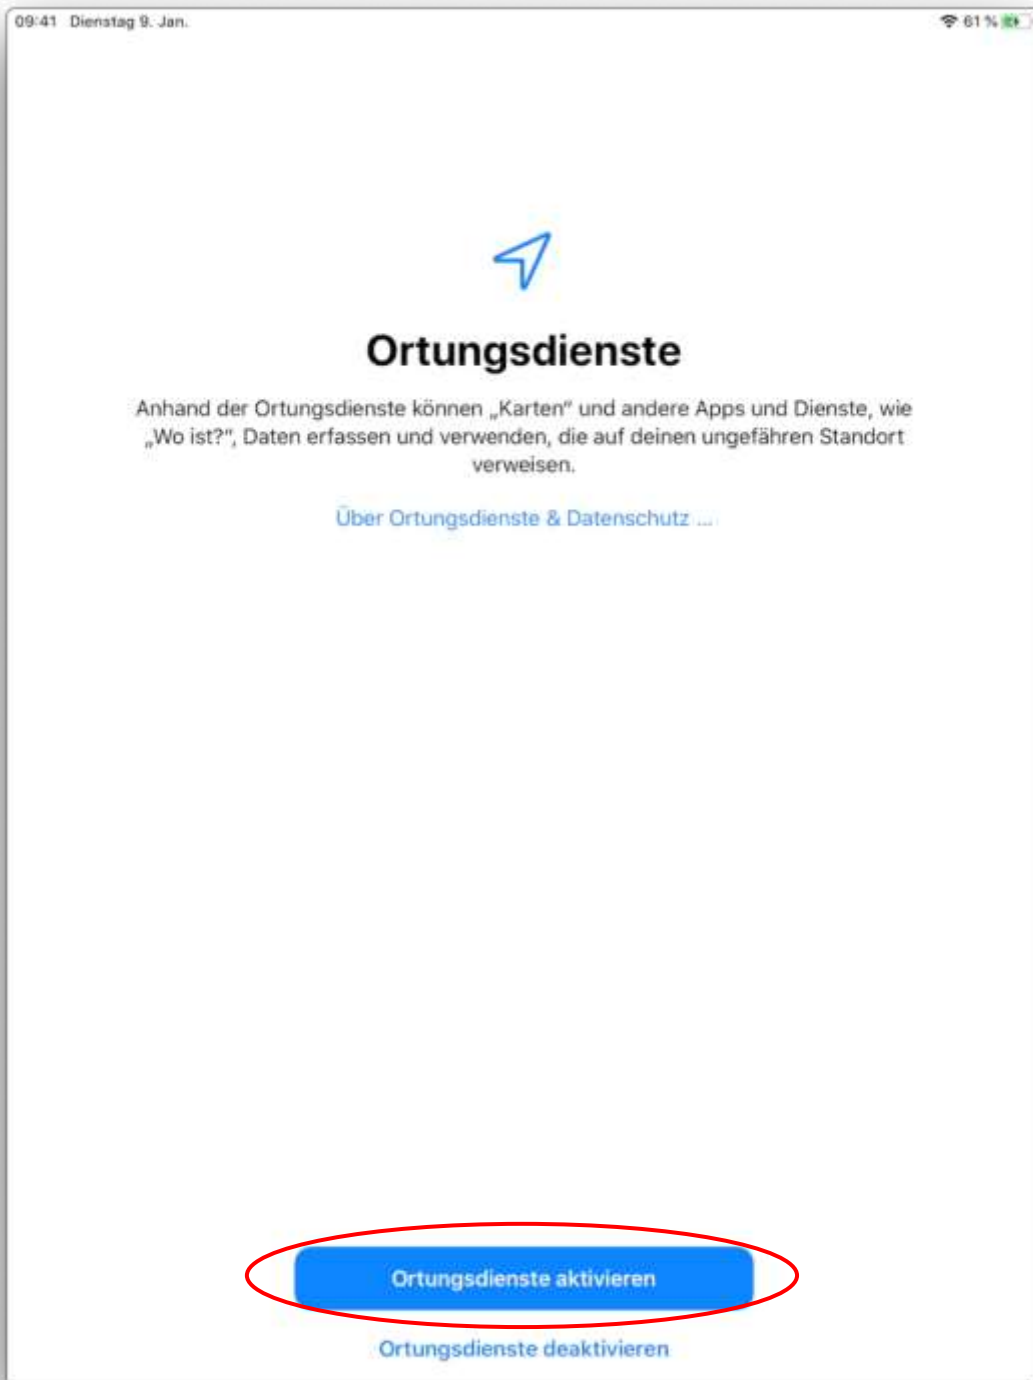 09:41 Dienstag 9. Jan.
61 %
Ortungsdienste
Anhand der Ortungsdienste können „Karten“ und andere Apps und Dienste, wie
„Wo ist?“, Daten erfassen und verwenden, die auf deinen ungefähren Standort
verweisen.
Über Ortungsdienste & Datenschutz ...
Ortungsdienste aktivieren
Ortungsdienste deaktivieren